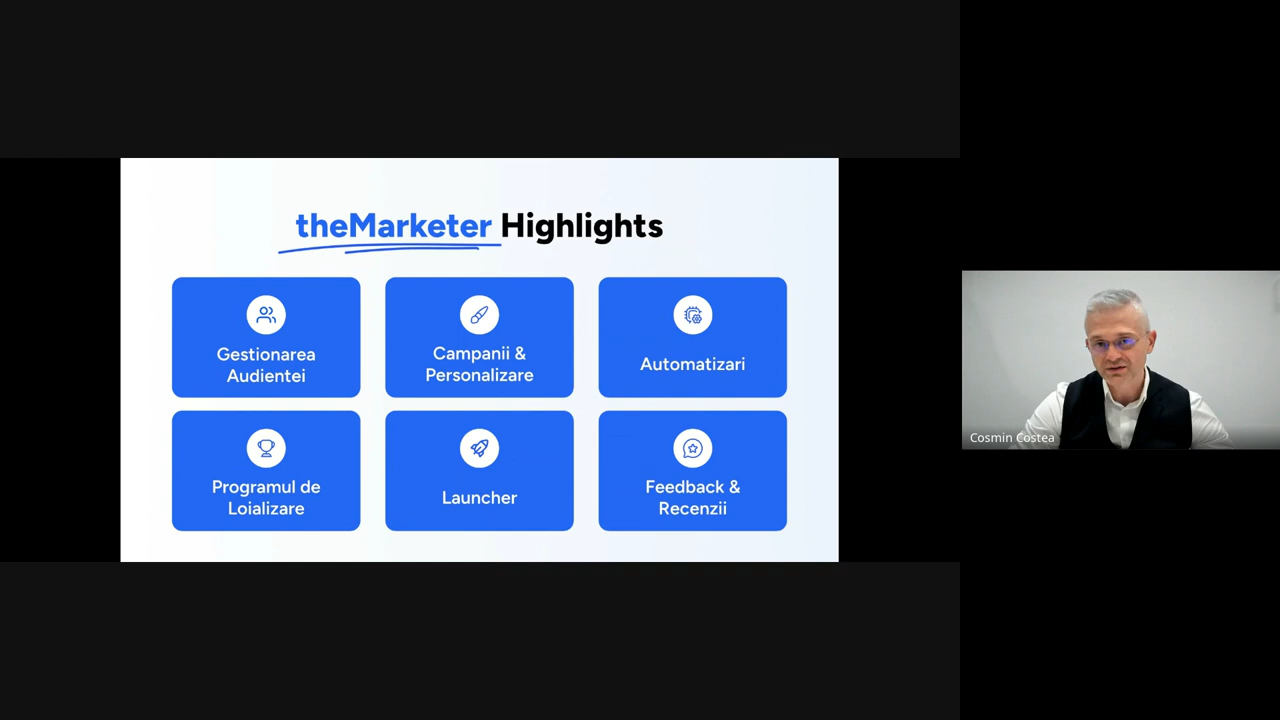 theMarketer Highlights
Gestionarea
Audientei
Campanii &
Personalizare
Automatizari
Programul de
Loializare
Launcher
Feedback &
Recenzii
Cosmin Costea